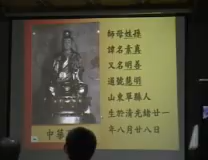 師母姓孫
諱名素真
又名明善
道號慧明
山東單縣人
生於清光緒廿一
年八月廿八日
中華